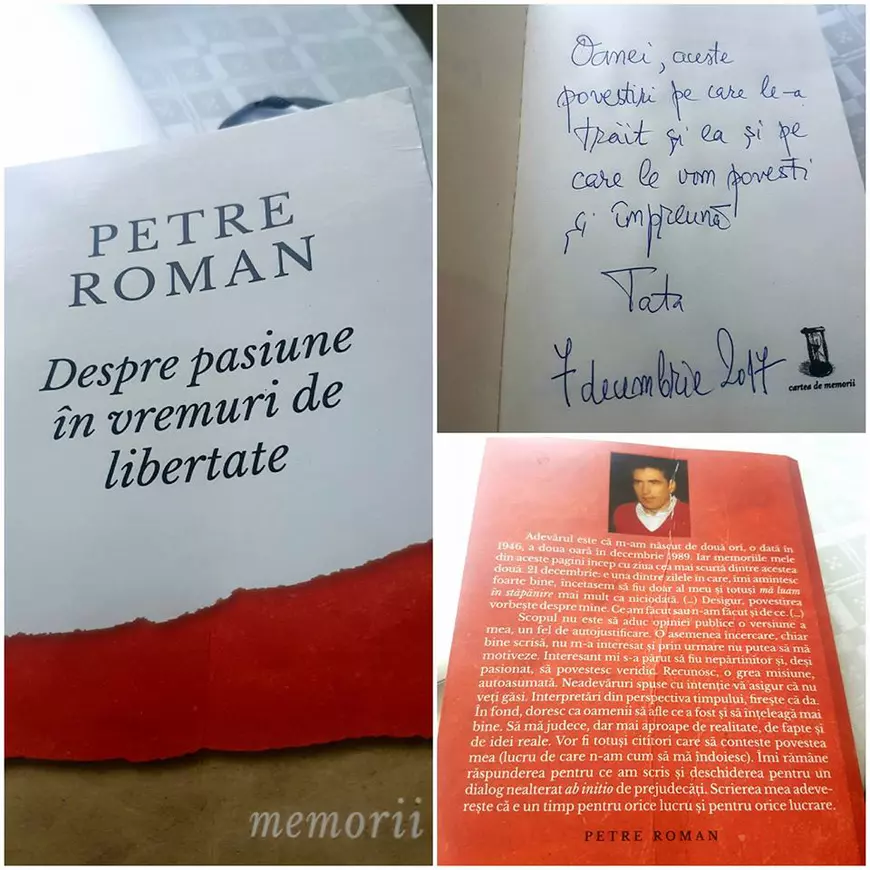 PETRE
ROMAN
Despre pasiune
în vremuri de
libertate
memorii
Oanei, aceste
povestiri pe care le-a
trăit și ea și pe
care le vom povesti
și împreună
Tata
7 decembrie 2017
cartea de memorii
Adevărul este că m-am născut de două ori, o dată în
1946, a doua oară în decembrie 1989. Iar memoriile mele
din aceste pagini încep cu ziua cea mai scurtă dintre acestea
două: 21 decembrie: e una dintre zilele în care, îmi amintesc
foarte bine, încetasem să fiu doar al meu și totuși mă luam
în stăpânire mai mult ca niciodată. (...) Desigur, povestirea
vorbește despre mine. Ce am făcut sau n-am făcut și de ce. (...)
Scopul nu este să aduc opiniei publice o versiune a
mea, un fel de autojustificare. O asemenea încercare, chiar
bine scrisă, nu m-a interesat și prin urmare nu putea să mă
motiveze. Interesant mi s-a părut să fiu nepărtinitor și, deși
pasionat, să povestesc veridic. Recunosc, o grea misiune,
autoasumată. Neadevăruri spuse cu intenție vă asigur că nu
veți găsi. Interpretări din perspectiva timpului, firește că da.
În fond, doresc ca oamenii să afle ce a fost și să înțeleagă mai
bine. Să mă judece, dar mai aproape de realitate, de fapte și
de idei reale. Vor fi totuși cititori care să conteste povestea
mea (lucru de care n-am cum să mă îndoiesc). Îmi rămâne
răspunderea pentru ce am scris și deschiderea pentru un
dialog nealterat ab initio de prejudecăți. Scrierea mea adeve-
rește că e un timp pentru orice lucru și pentru orice lucrare.
PETRE ROMAN